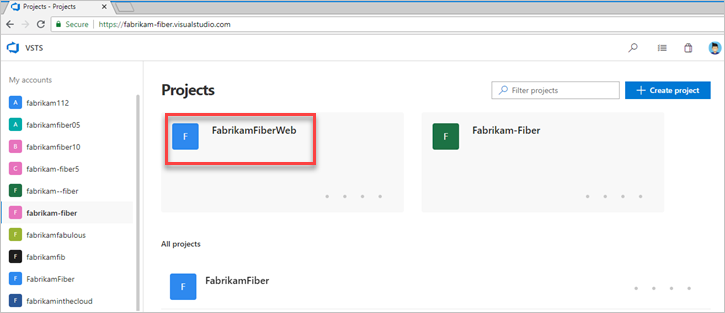 Projects - Projects
Secure
https://fabrikam-fiber.visualstudio.com
VSTS
My accounts
A fabrikam112
A fabrikamfiber05
B fabrikamfiber10
C fabrikam-fiber5
F fabrikam--fiber
F fabrikam-fiber
F fabrikamfabulous
F fabrikamfib
F FabrikamFiber
F fabrikaminthecloud
Projects
Filter projects
+ Create project
F FabrikamFiberWeb
F Fabrikam-Fiber
All projects
F FabrikamFiber